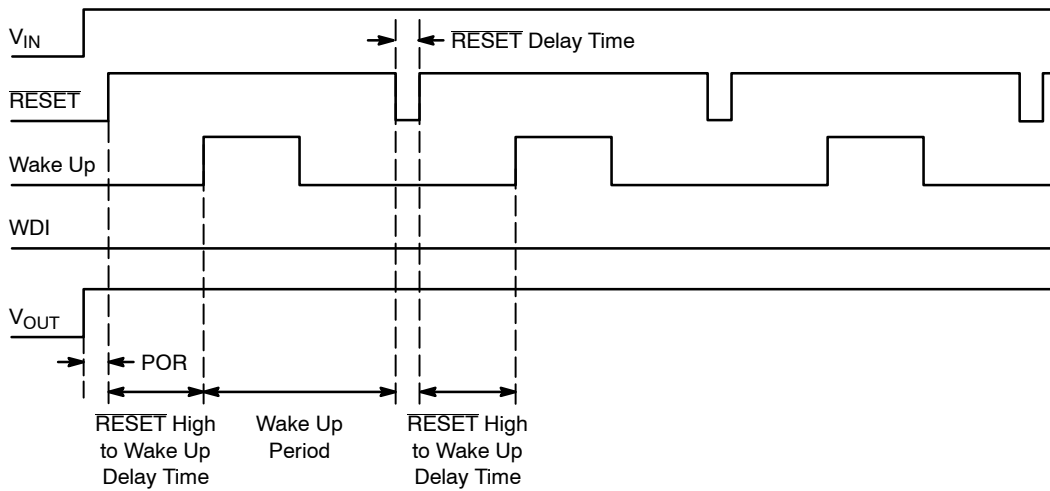 V_IN
RESET Delay Time
RESET
Wake Up
WDI
V_OUT
POR
RESET High
to Wake Up
Delay Time
Wake Up
Period
RESET High
to Wake Up
Delay Time